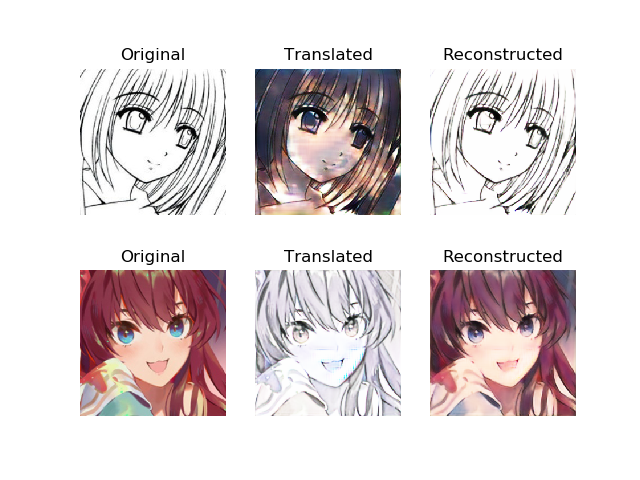 Original
Translated
Reconstructed
Original
Translated
Reconstructed